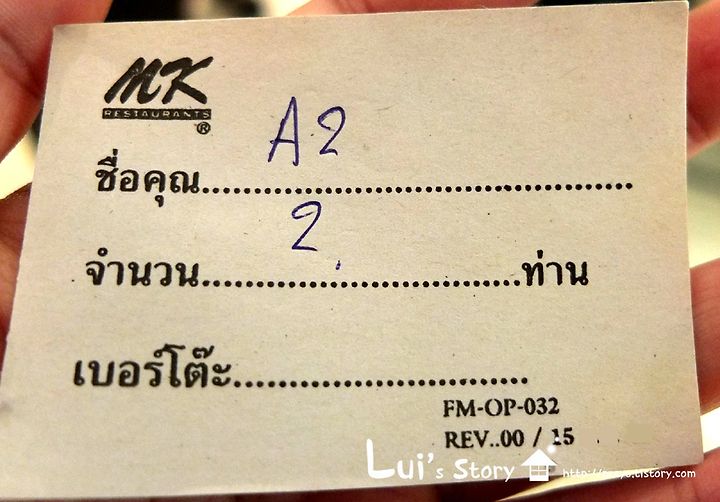 MK
RESTAURANTS
®
A2
ชื่อคุณ..................................................
2
จำนวน................................ท่าน
เบอร์โต๊ะ..............................
FM-OP-032
REV..00 / 15
Lui's Story